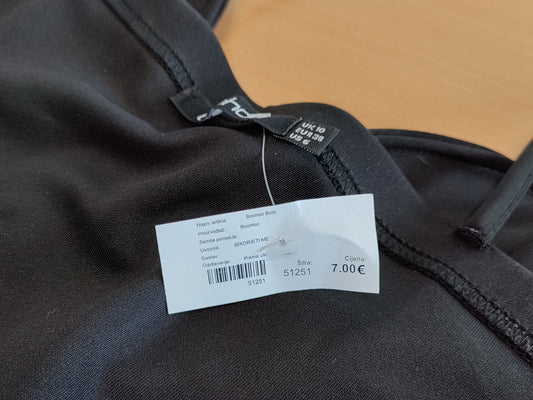 UK 10
EUR 38
US 6
Naziv artikla: Boohoo Boo
Proizvođač: BooHoo
Zemlja porijekla:
Uvoznik: ISKORISTI ME
Sastav:
Održavanje: Prema
Šifra:
Cijena:
51251
7.00€
51251